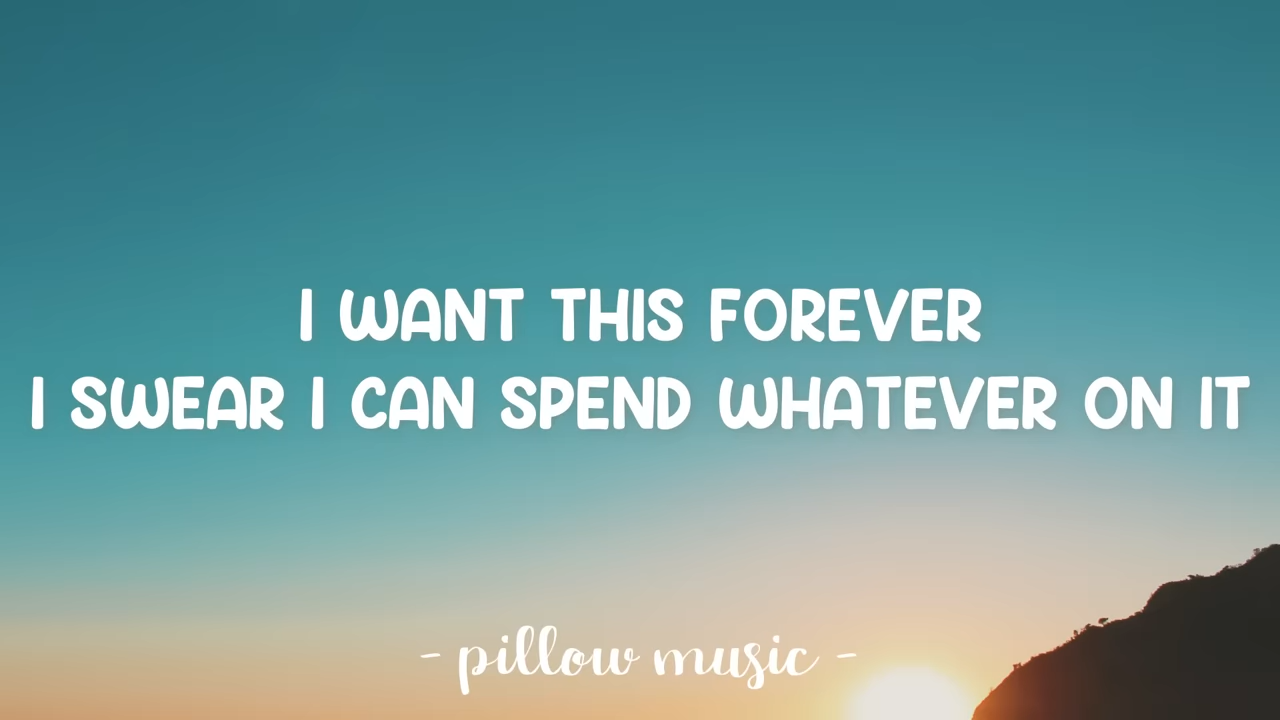 I WANT THIS FOREVER
I SWEAR I CAN SPEND WHATEVER ON IT
- pillow music -